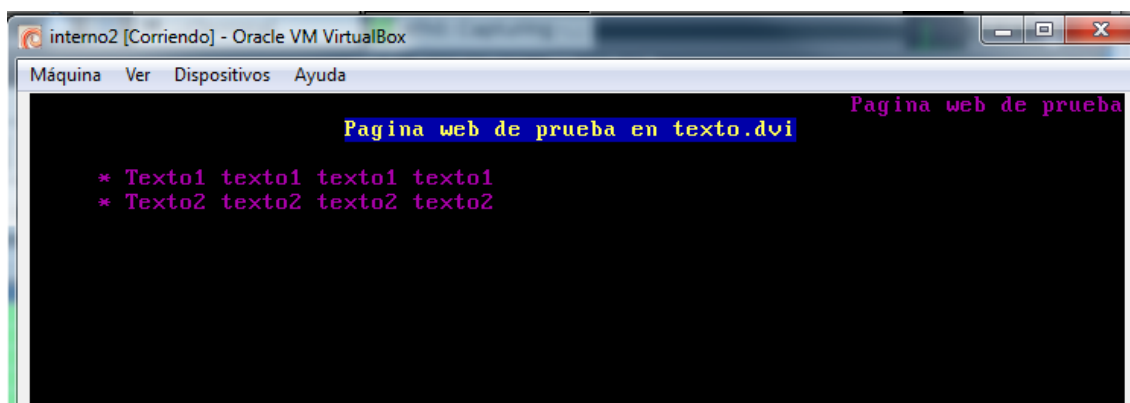 interno2 [Corriendo] - Oracle VM VirtualBox
Máquina Ver Dispositivos Ayuda
Pagina web de prueba
Pagina web de prueba en texto.dvi
* Texto1 texto1 texto1 texto1
* Texto2 texto2 texto2 texto2